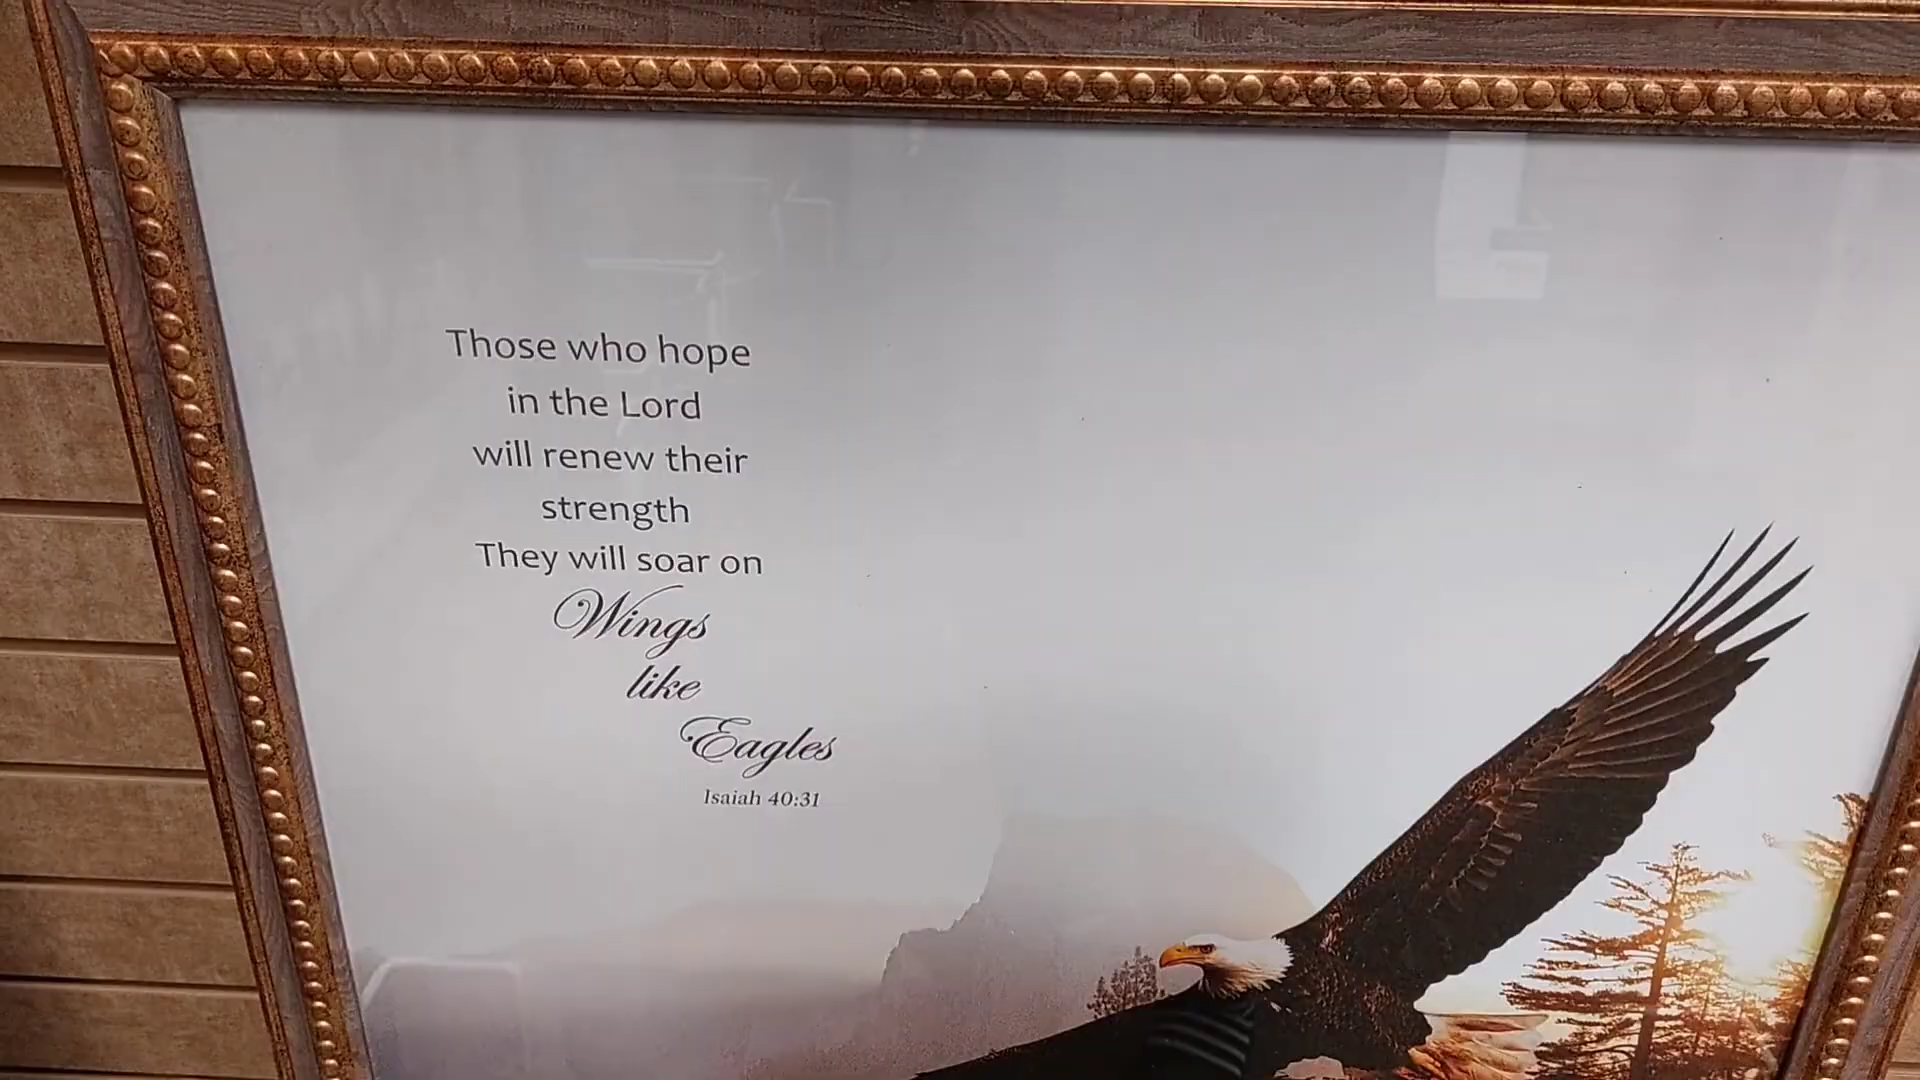 Those who hope
in the Lord
will renew their
strength
They will soar on
Wings
like
Eagles
Isaiah 40:31